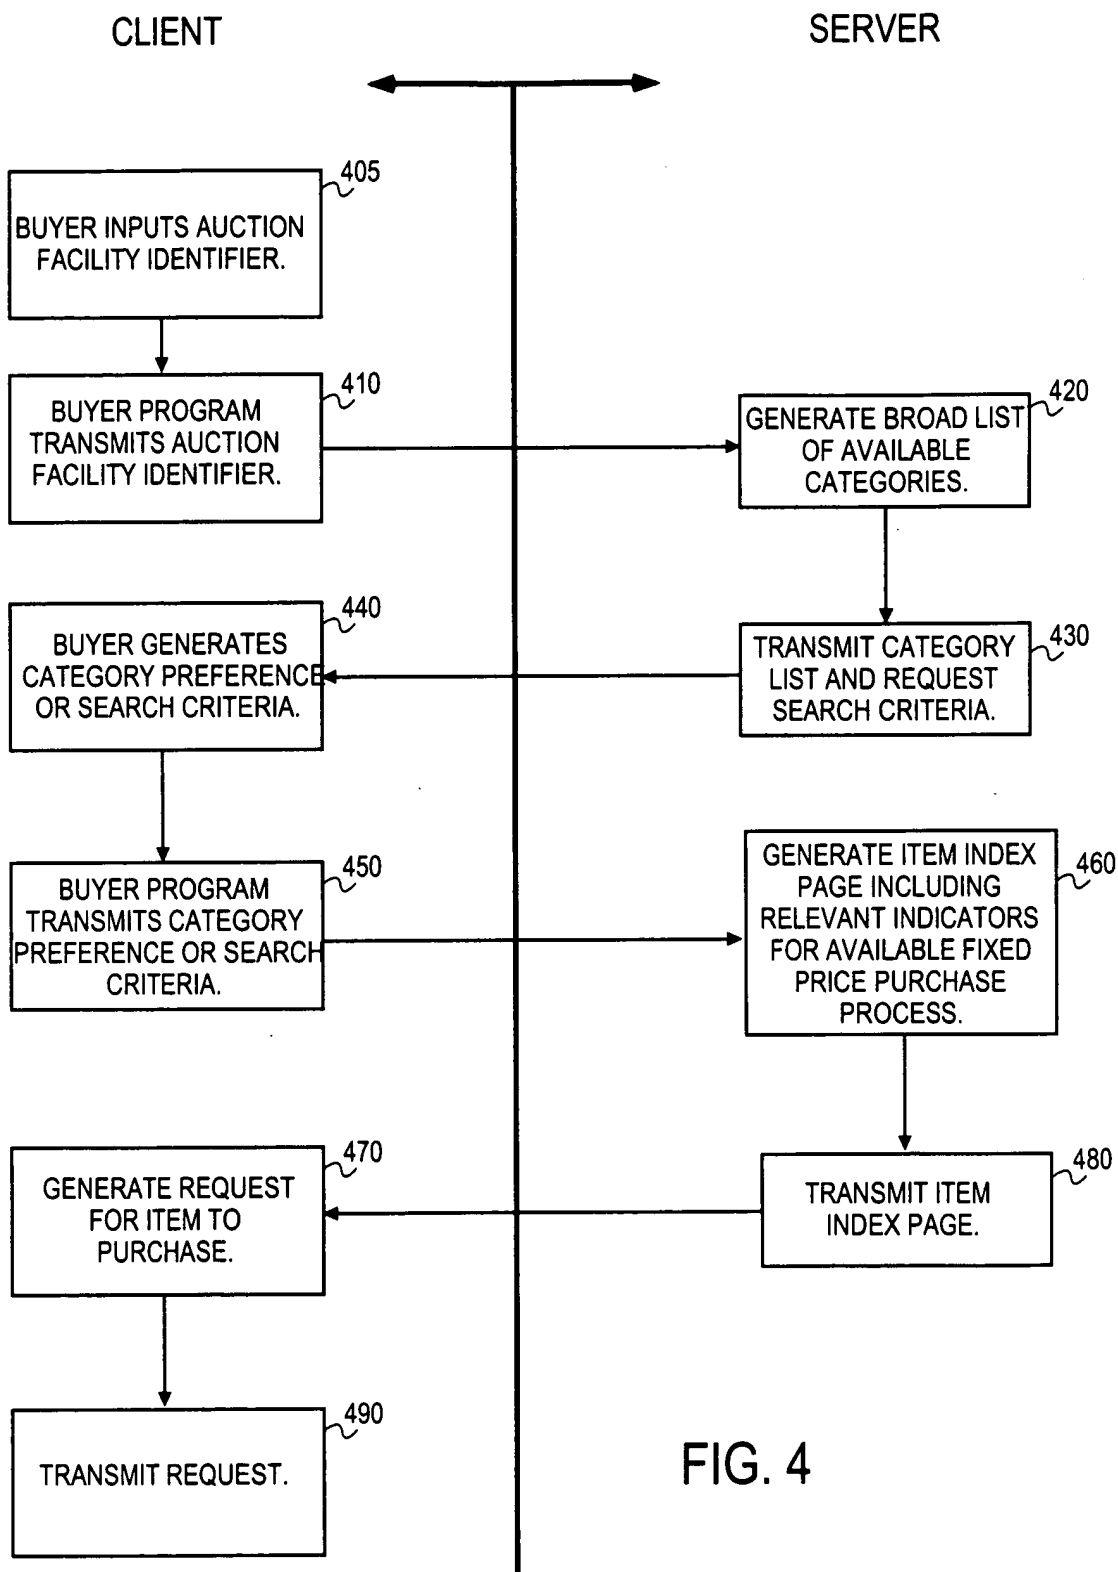 CLIENT
SERVER
405
BUYER INPUTS AUCTION
FACILITY IDENTIFIER.
410
BUYER PROGRAM
TRANSMITS AUCTION
FACILITY IDENTIFIER.
420
GENERATE BROAD LIST
OF AVAILABLE
CATEGORIES.
430
TRANSMIT CATEGORY
LIST AND REQUEST
SEARCH CRITERIA.
440
BUYER GENERATES
CATEGORY PREFERENCE
OR SEARCH CRITERIA.
450
BUYER PROGRAM
TRANSMITS CATEGORY
PREFERENCE OR SEARCH
CRITERIA.
460
GENERATE ITEM INDEX
PAGE INCLUDING
RELEVANT INDICATORS
FOR AVAILABLE FIXED
PRICE PURCHASE
PROCESS.
480
TRANSMIT ITEM
INDEX PAGE.
470
GENERATE REQUEST
FOR ITEM TO
PURCHASE.
490
TRANSMIT REQUEST.
FIG. 4